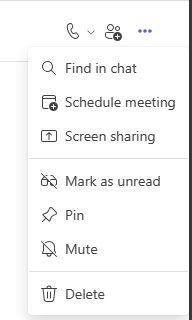 Find in chat
Schedule meeting
Screen sharing
Mark as unread
Pin
Mute
Delete